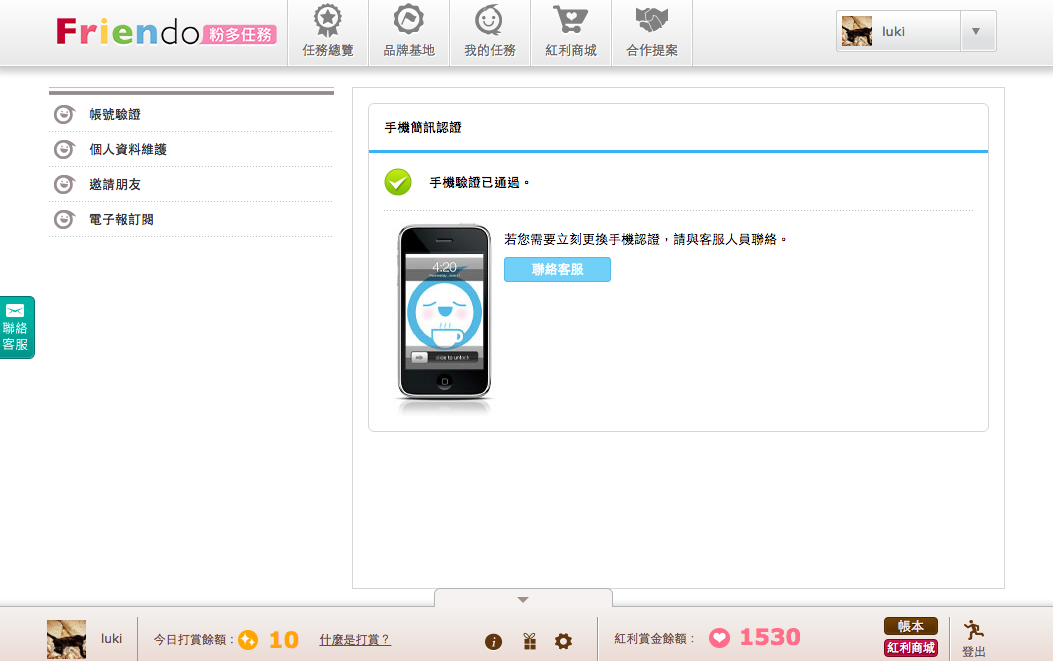 Friendo 粉多任務
任務總覽
品牌基地
我的任務
紅利商城
合作提案
luki
帳號驗證
個人資料維護
邀請朋友
電子報訂閱
手機簡訊認證
手機驗證已通過。
若您需要立刻更換手機認證，請與客服人員聯絡。
聯絡客服
4:20
slide to unlock
聯絡
客服
luki
今日打賞餘額：10
什麼是打賞？
紅利賞金餘額：1530
帳本
紅利商城
登出